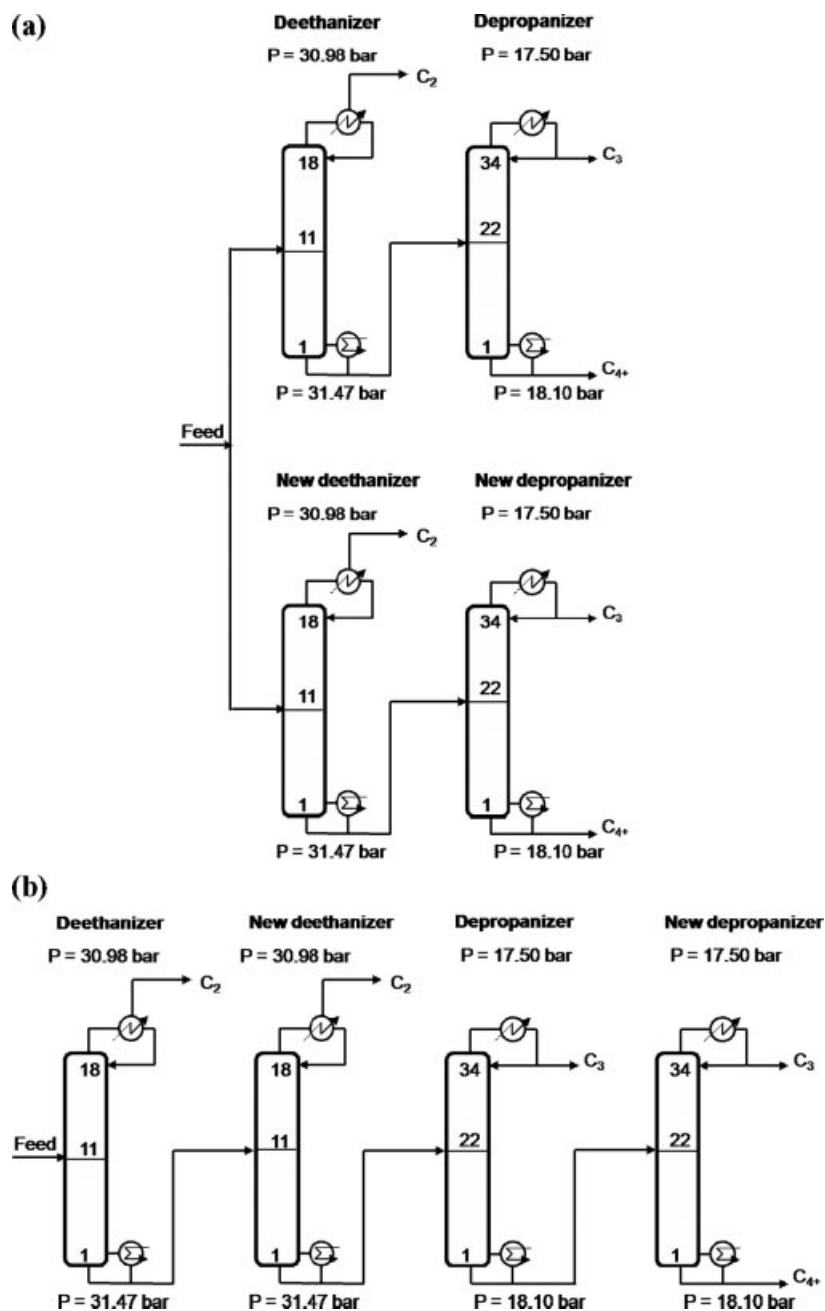 (a)
Deethanizer Depropanizer
P = 30.98 bar P = 17.50 bar
C₂
18 34
C₃
11 22
1 1
C₄₊
P = 31.47 bar P = 18.10 bar
Feed
New deethanizer New depropanizer
P = 30.98 bar P = 17.50 bar
C₂
18 34
C₃
11 22
1 1
C₄₊
P = 31.47 bar P = 18.10 bar
(b)
Deethanizer New deethanizer Depropanizer New depropanizer
P = 30.98 bar P = 30.98 bar P = 17.50 bar P = 17.50 bar
C₂ C₂
18 18 34 34
C₃ C₃
Feed 11 11 22 22
1 1 1 1
C₄₊
P = 31.47 bar P = 31.47 bar P = 18.10 bar P = 18.10 bar